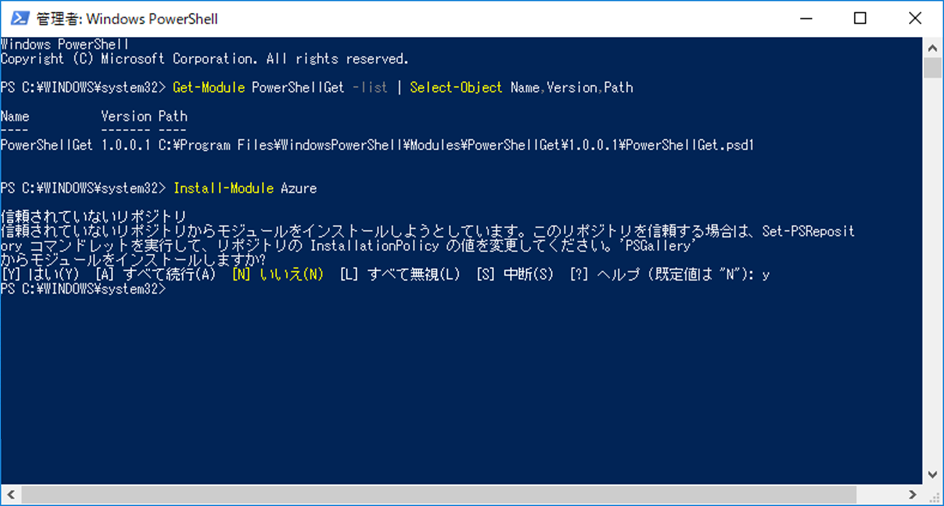 管理者: Windows PowerShell
Windows PowerShell
Copyright (C) Microsoft Corporation. All rights reserved.
PS C:¥WINDOWS¥system32> Get-Module PowerShellGet -list | Select-Object Name,Version,Path
Name Version Path
---- ------- ----
PowerShellGet 1.0.0.1 C:¥Program Files¥WindowsPowerShell¥Modules¥PowerShellGet¥1.0.0.1¥PowerShellGet.psd1
PS C:¥WINDOWS¥system32> Install-Module Azure
信頼されていないリポジトリ
信頼されていないリポジトリからモジュールをインストールしようとしています。このリポジトリを信頼する場合は、Set-PSReposit
ory コマンドレットを実行して、リポジトリの InstallationPolicy の値を変更してください。'PSGallery'
からモジュールをインストールしますか?
[Y] はい(Y) [A] すべて続行(A) [N] いいえ(N) [L] すべて無視(L) [S] 中断(S) [?] ヘルプ (既定値は "N"): y
PS C:¥WINDOWS¥system32>